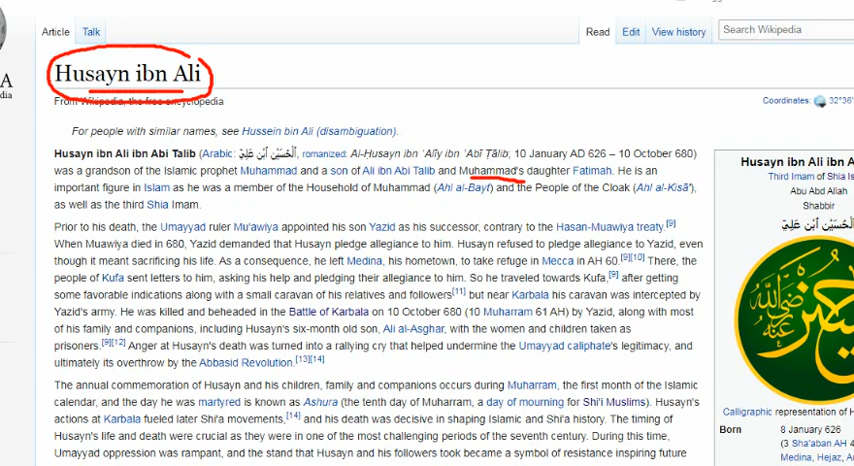 Article Talk Read Edit View history Search Wikipedia
A
dia
Husayn ibn Ali
From Wikipedia, the free encyclopedia
Coordinates: 32°36′
For people with similar names, see Hussein bin Ali (disambiguation).
Husayn ibn Ali ibn Abi Talib (Arabic: ٱلْحُسَيْن ٱبْن عَلِيّ, romanized: Al-Ḥusayn ibn ʿAlīy ibn ʾAbī Ṭālib; 10 January AD 626 – 10 October 680)
was a grandson of the Islamic prophet Muhammad and a son of Ali ibn Abi Talib and Muhammad's daughter Fatimah. He is an
important figure in Islam as he was a member of the Household of Muhammad (Ahl al-Bayt) and the People of the Cloak (Ahl al-Kisā'),
as well as the third Shia Imam.
Prior to his death, the Umayyad ruler Mu'awiya appointed his son Yazid as his successor, contrary to the Hasan-Muawiya treaty.[9]
When Muawiya died in 680, Yazid demanded that Husayn pledge allegiance to him. Husayn refused to pledge allegiance to Yazid, even
though it meant sacrificing his life. As a consequence, he left Medina, his hometown, to take refuge in Mecca in AH 60.[9][10] There, the
people of Kufa sent letters to him, asking his help and pledging their allegiance to him. So he traveled towards Kufa,[9] after getting
some favorable indications along with a small caravan of his relatives and followers[11] but near Karbala his caravan was intercepted by
Yazid's army. He was killed and beheaded in the Battle of Karbala on 10 October 680 (10 Muharram 61 AH) by Yazid, along with most
of his family and companions, including Husayn's six-month old son, Ali al-Asghar, with the women and children taken as
prisoners.[9][12] Anger at Husayn's death was turned into a rallying cry that helped undermine the Umayyad caliphate's legitimacy, and
ultimately its overthrow by the Abbasid Revolution.[13][14]
The annual commemoration of Husayn and his children, family and companions occurs during Muharram, the first month of the Islamic
calendar, and the day he was martyred is known as Ashura (the tenth day of Muharram, a day of mourning for Shi'i Muslims). Husayn's
actions at Karbala fueled later Shi'a movements,[14] and his death was decisive in shaping Islamic and Shi'a history. The timing of
Husayn's life and death were crucial as they were in one of the most challenging periods of the seventh century. During this time,
Umayyad oppression was rampant, and the stand that Husayn and his followers took became a symbol of resistance inspiring future
Husayn ibn Ali ibn A
Third Imam of Shia Is
Abu Abd Allah
Shabbir
ٱلْحُسَيْن ٱبْن عَلِيّ
رضي الله عنه
Calligraphic representation of H
Born 8 January 626
(3 Sha'aban AH 4
Medina, Hejaz, A